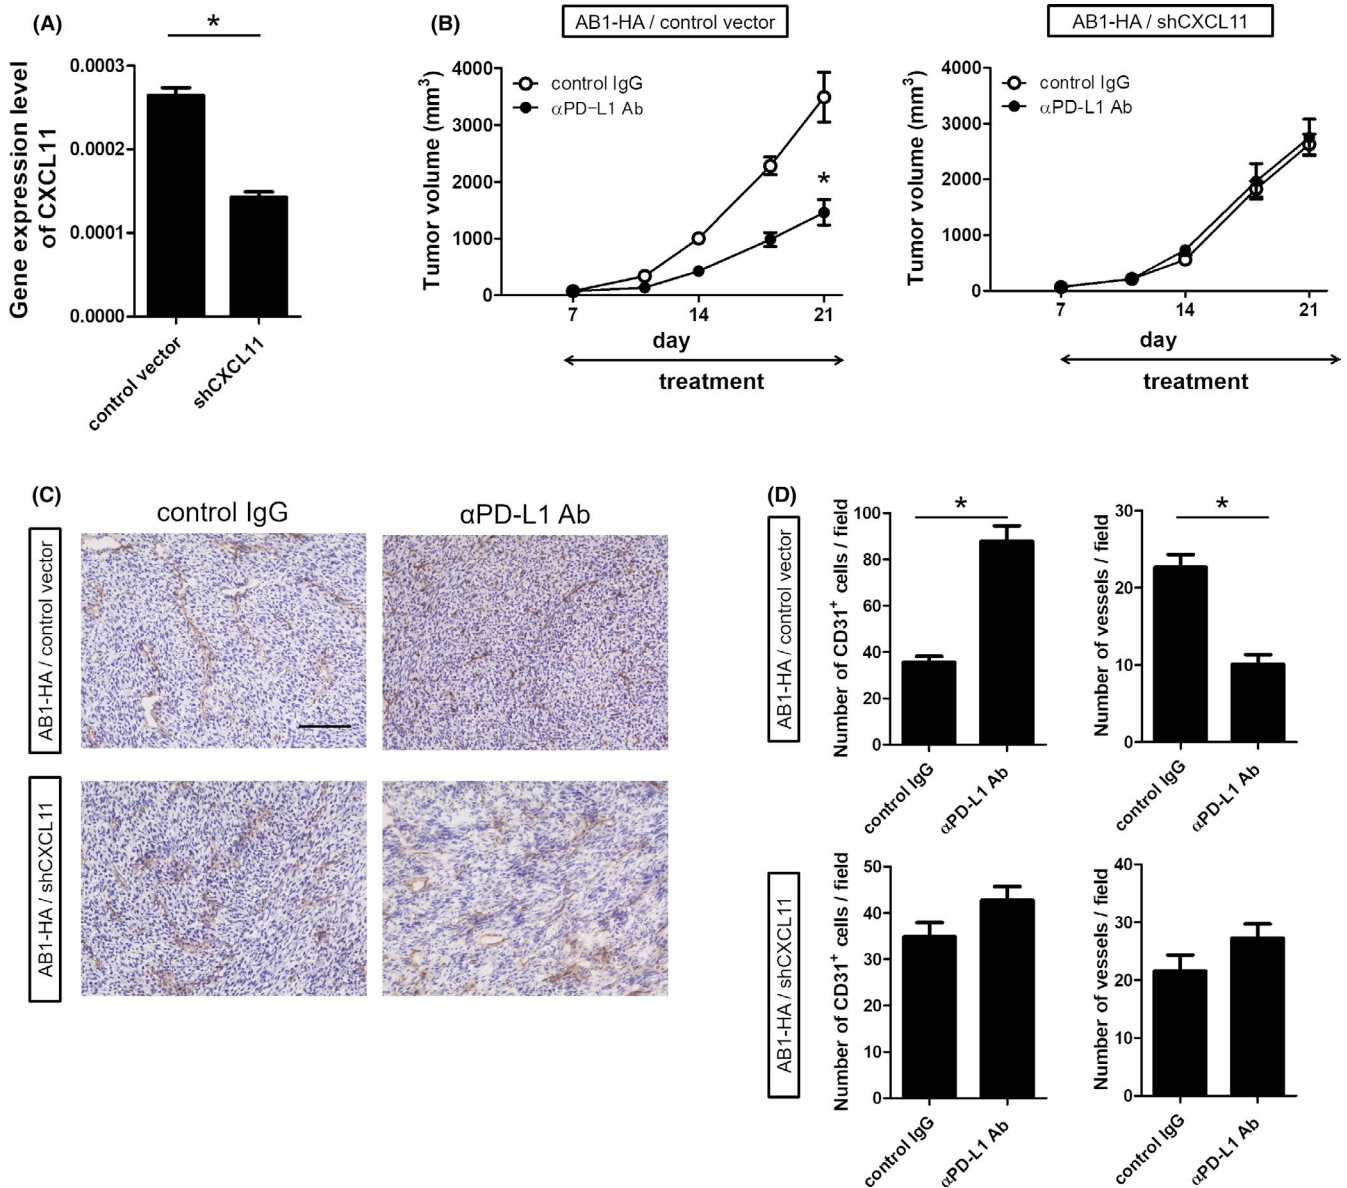 (A)
*
Gene expression level
of CXCL11
0.0003
0.0002
0.0001
0.0000
control vector
shCXCL11
(B)
AB1-HA / control vector
Tumor volume (mm³)
4000
3000
2000
1000
0
control IgG
αPD-L1 Ab
*
7
14
21
day
treatment
AB1-HA / shCXCL11
Tumor volume (mm³)
4000
3000
2000
1000
0
control IgG
αPD-L1 Ab
7
14
21
day
treatment
(C)
control IgG
αPD-L1 Ab
AB1-HA / control vector
AB1-HA / shCXCL11
(D)
AB1-HA / control vector
Number of CD31⁺ cells / field
100
80
60
40
20
0
*
control IgG
αPD-L1 Ab
Number of vessels / field
30
20
10
0
*
control IgG
αPD-L1 Ab
AB1-HA / shCXCL11
Number of CD31⁺ cells / field
50
40
30
40
10
0
control IgG
αPD-L1 Ab
Number of vessels / field
40
30
20
30
0
control IgG
αPD-L1 Ab